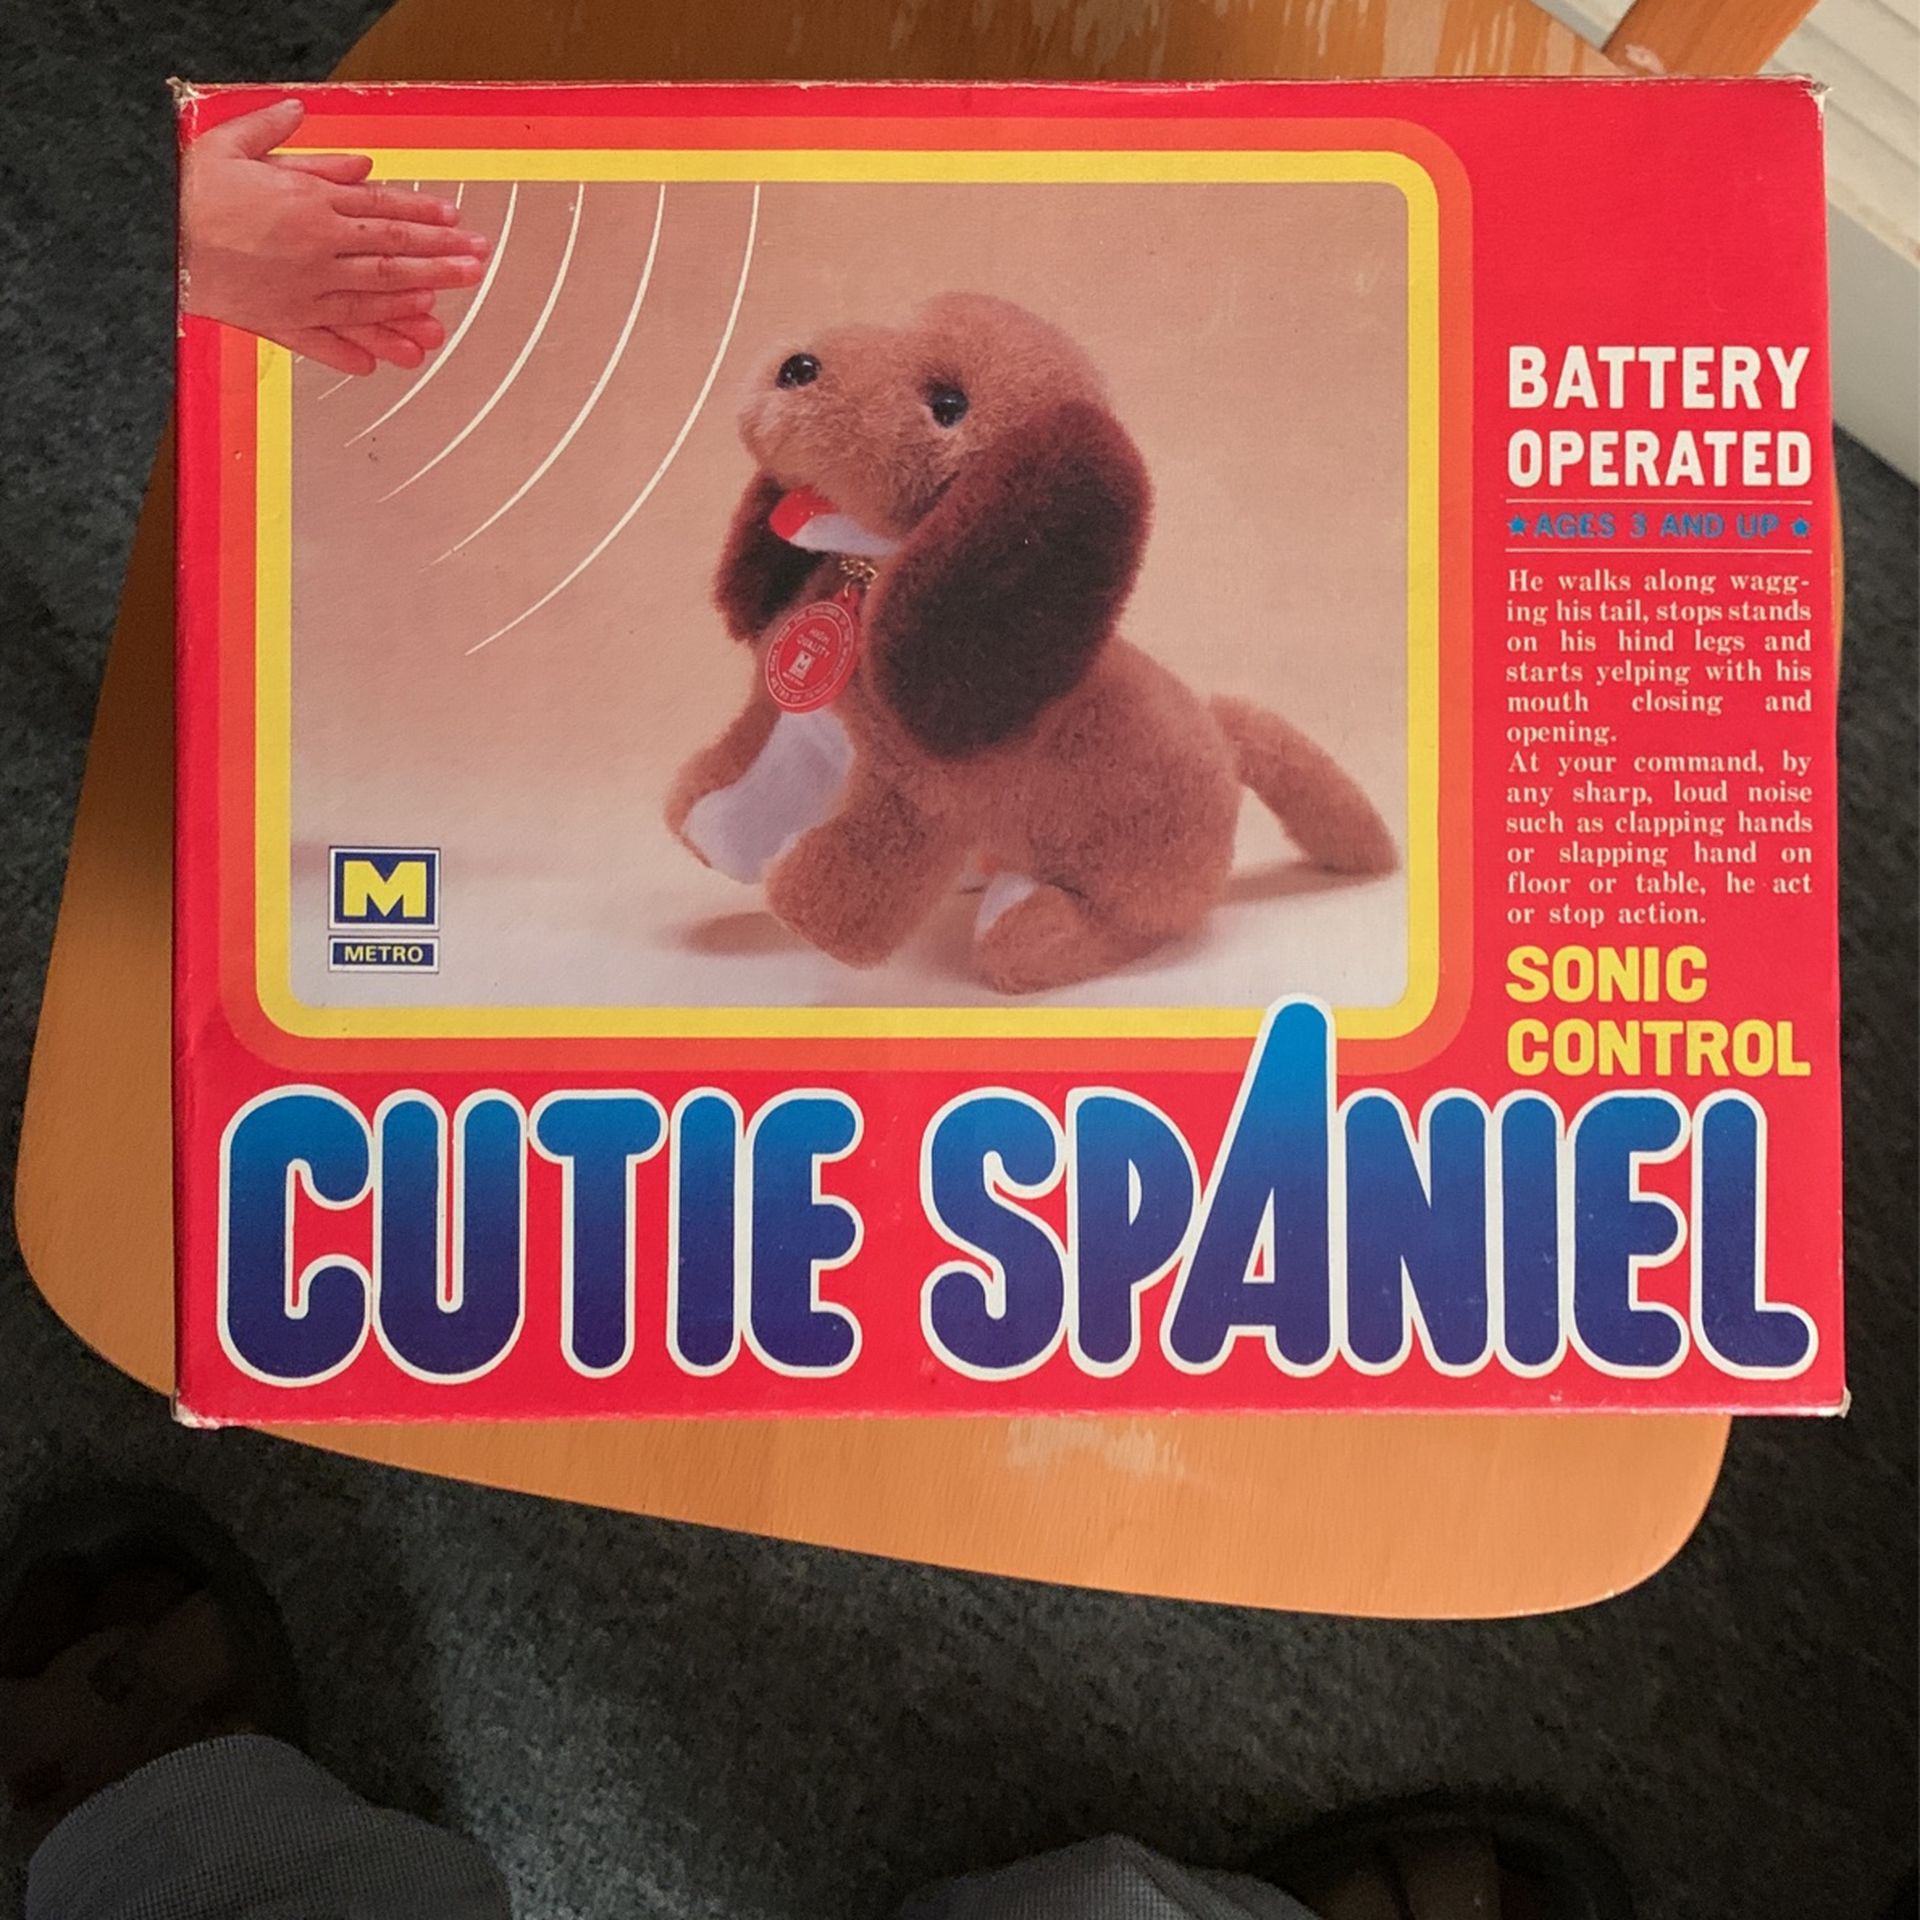 BATTERY
OPERATED
★AGES 3 AND UP★
He walks along wagg-
ing his tail, stops stands
on his hind legs and
starts yelping with his
mouth closing and
opening.
At your command, by
any sharp, loud noise
such as clapping hands
or slapping hand on
floor or table, he act
or stop action.
SONIC
CONTROL
HIGH
QUALITY
M
M
METRO
CUTIE SPANIEL